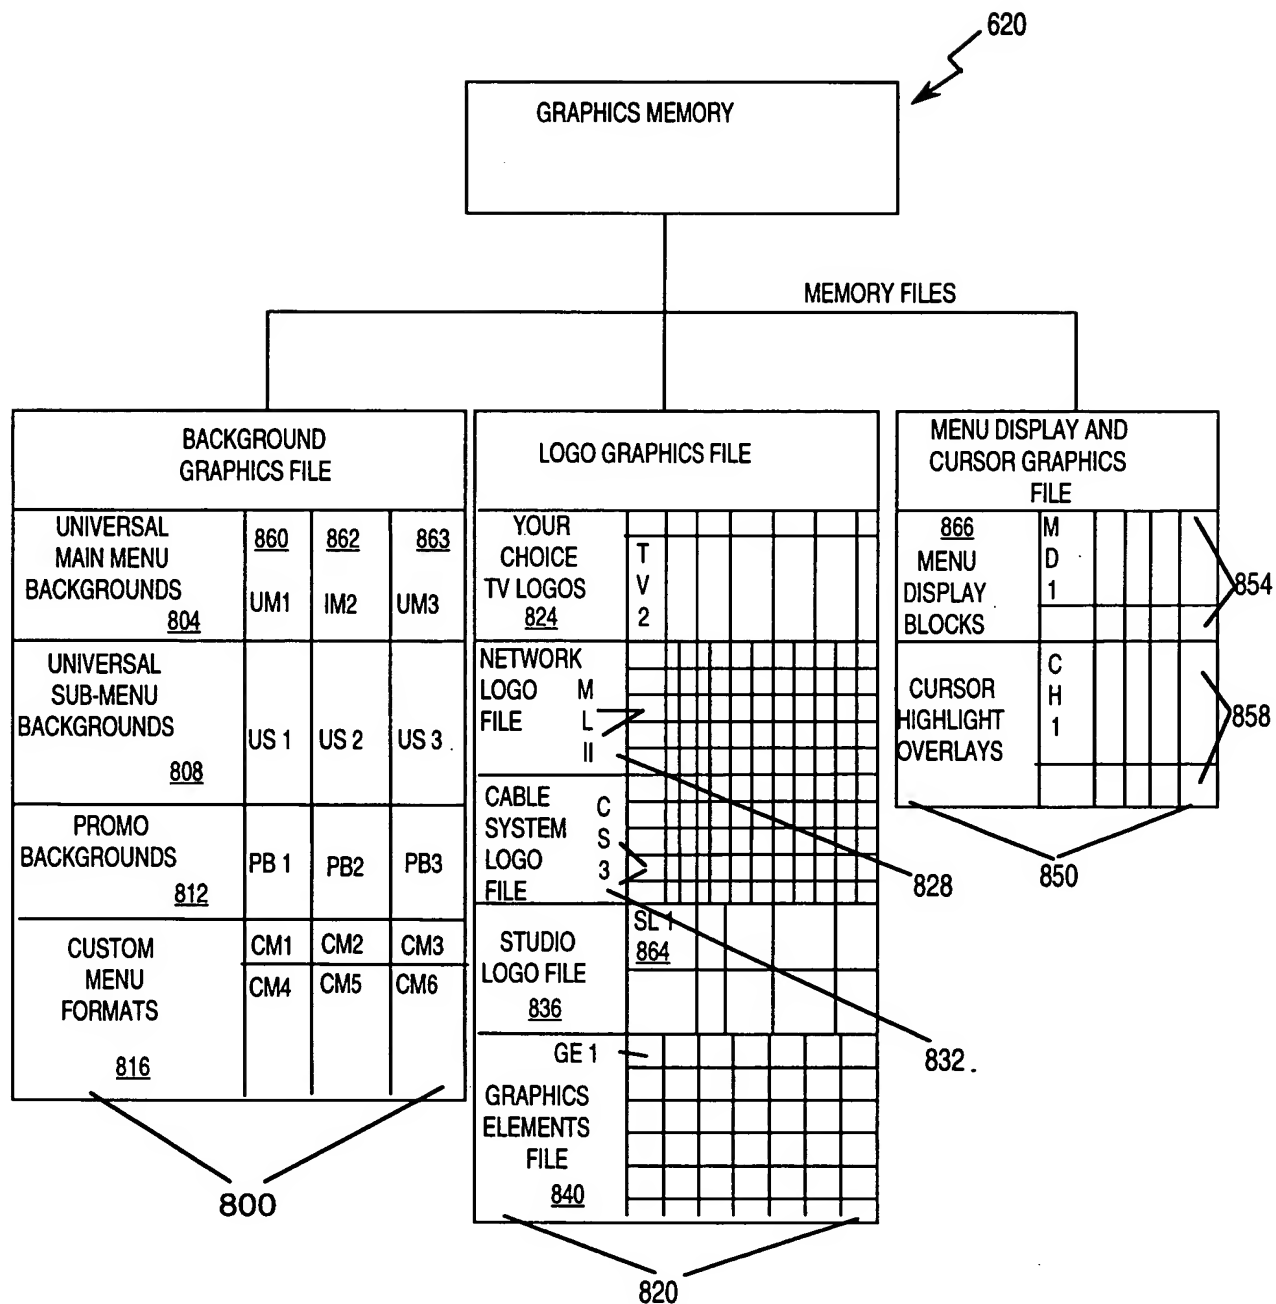 620
GRAPHICS MEMORY
MEMORY FILES
BACKGROUND
GRAPHICS FILE
UNIVERSAL
MAIN MENU
BACKGROUNDS
804
860 862 863
UM1 IM2 UM3
UNIVERSAL
SUB-MENU
BACKGROUNDS
808
US 1 US 2 US 3
PROMO
BACKGROUNDS
812
PB 1 PB2 PB3
CUSTOM
MENU
FORMATS
816
CM1 CM2 CM3
CM4 CM5 CM6
800
LOGO GRAPHICS FILE
YOUR
CHOICE
TV LOGOS
824
T
V
2
NETWORK
LOGO M
FILE L
II
828
CABLE C
SYSTEM S
LOGO 3
FILE
832.
STUDIO
LOGO FILE
836
SL 1
864
GE 1
GRAPHICS
ELEMENTS
FILE
840
820
MENU DISPLAY AND
CURSOR GRAPHICS
FILE
866
MENU
DISPLAY
BLOCKS
M
D
1
854
CURSOR
HIGHLIGHT
OVERLAYS
C
H
1
858
850